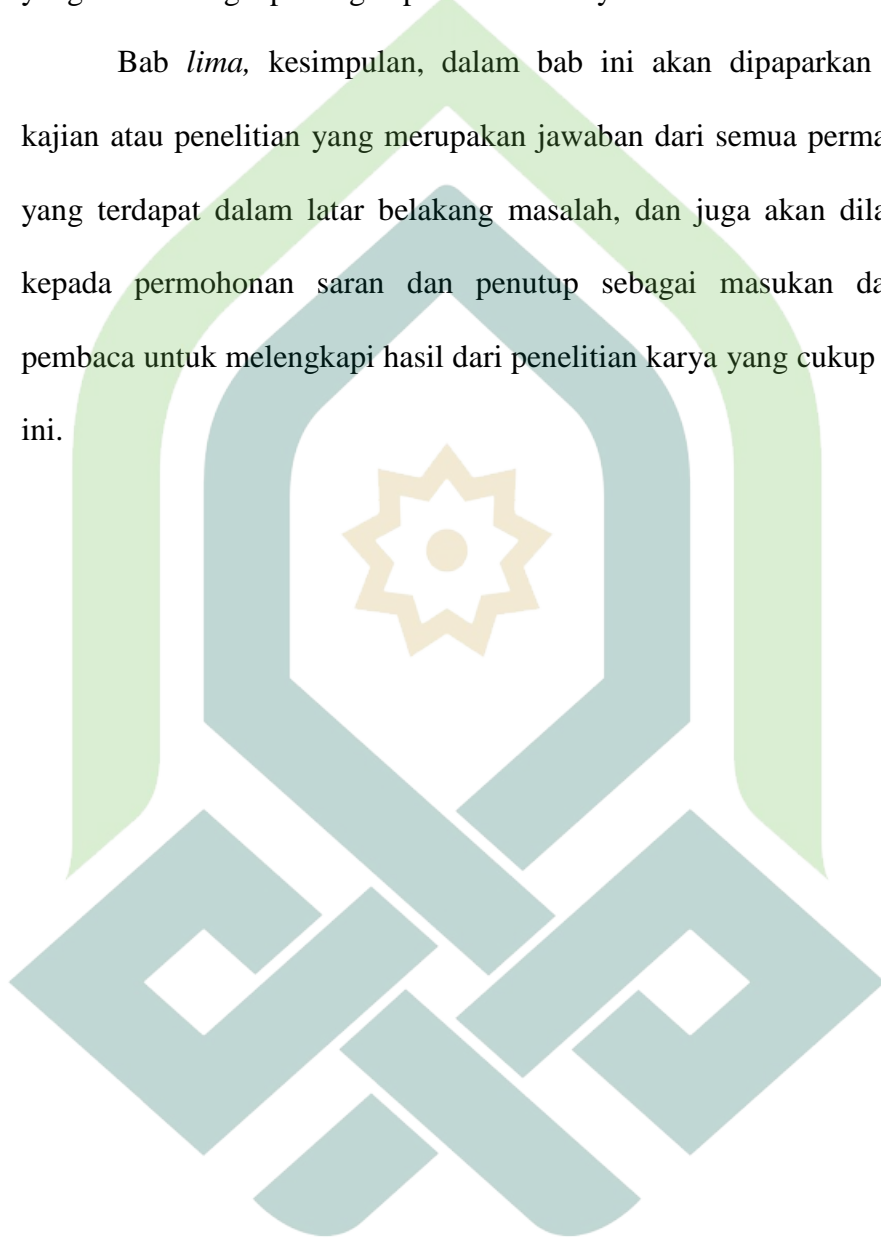 Bab lima, kesimpulan, dalam bab ini akan dipaparkan
kajian atau penelitian yang merupakan jawaban dari semua
yang terdapat dalam latar belakang masalah, dan juga akan
kepada permohonan saran dan penutup sebagai masukan
pembaca untuk melengkapi hasil dari penelitian karya yang cukup
ini.